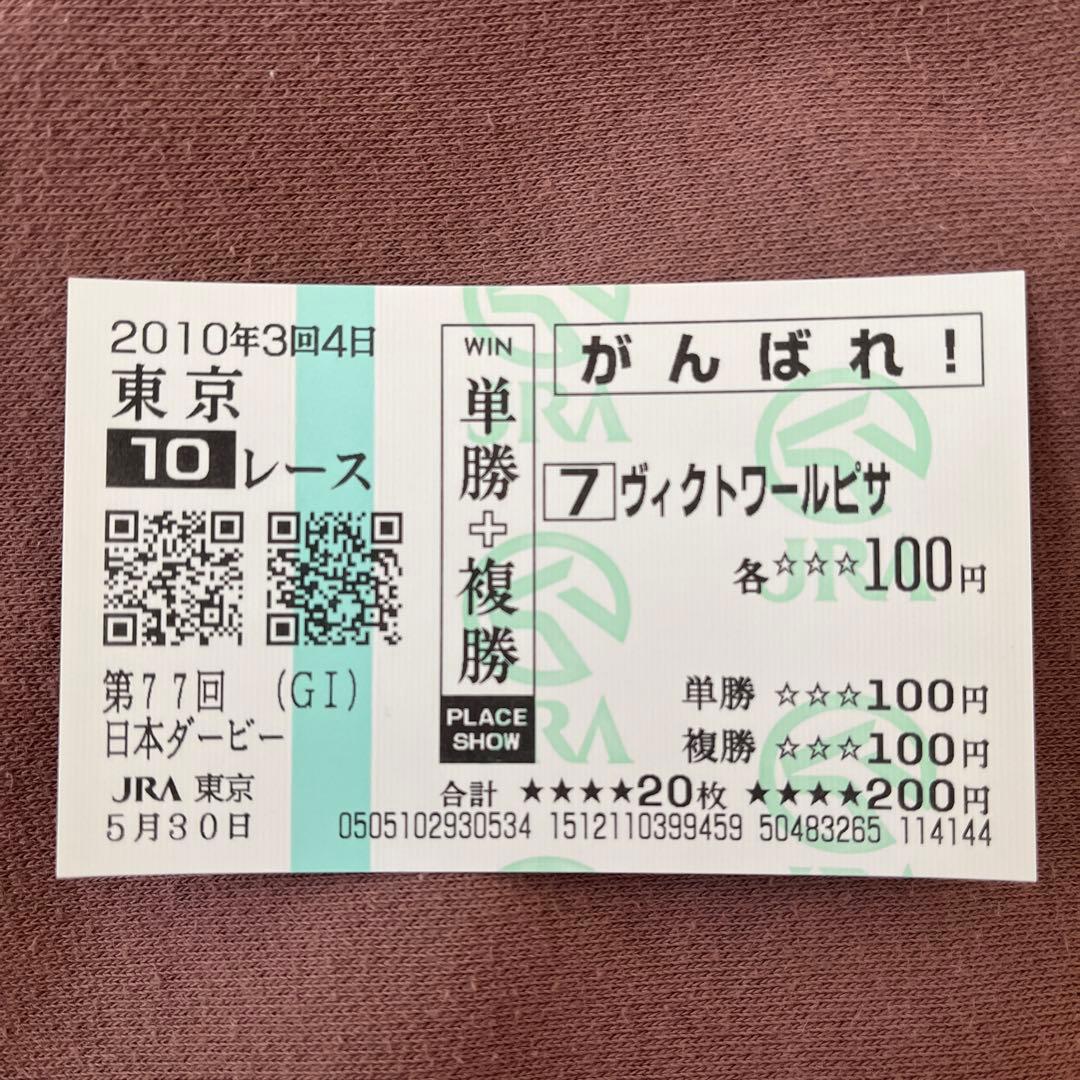 2010年3回4日
東京
10レース
第77回 (GI)
日本ダービー
JRA 東京
5月30日
WIN
単勝+複勝
PLACE
SHOW
がんばれ!
7 ヴィクトワールピサ
各☆☆☆100円
単勝 ☆☆☆100円
複勝 ☆☆☆100円
合計 ★★★★20枚 ★★★★200円
0505102930534 1512110399459 50483265 114144
JRA
JRA
JRA